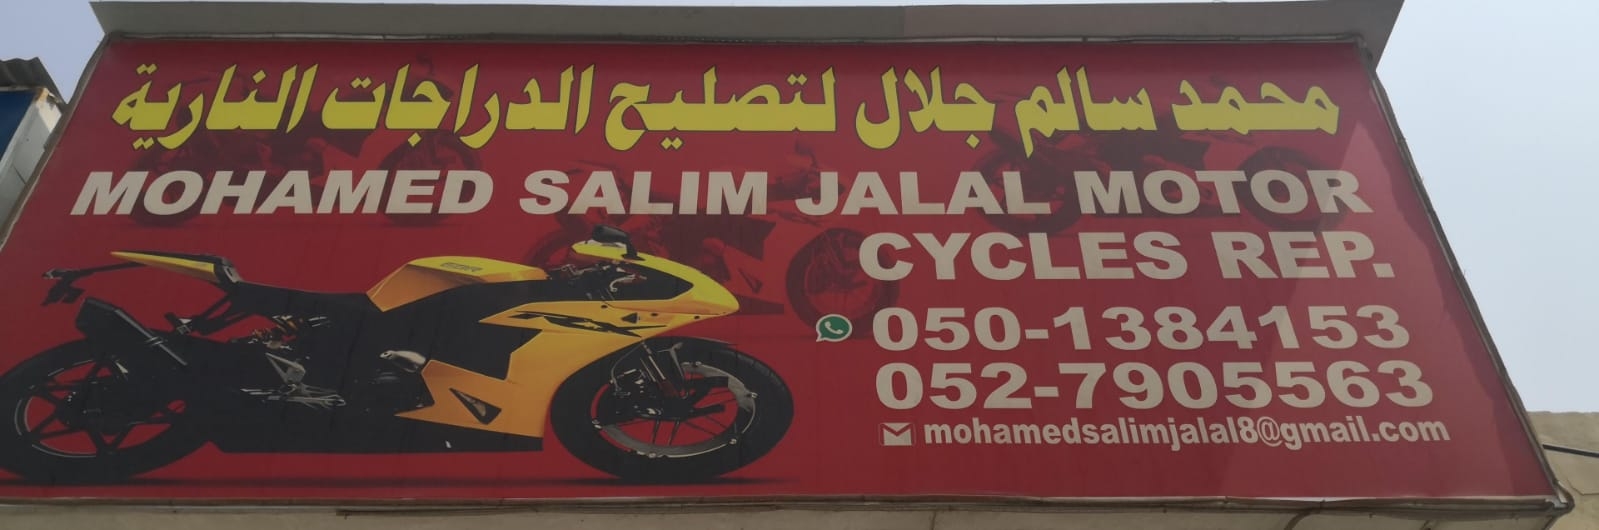 محمد سالم جلال لتصليح الدراجات النارية
MOHAMED SALIM JALAL MOTOR
CYCLES REP.
050-1384153
052-7905563
mohamedsalimjalal8@gmail.com